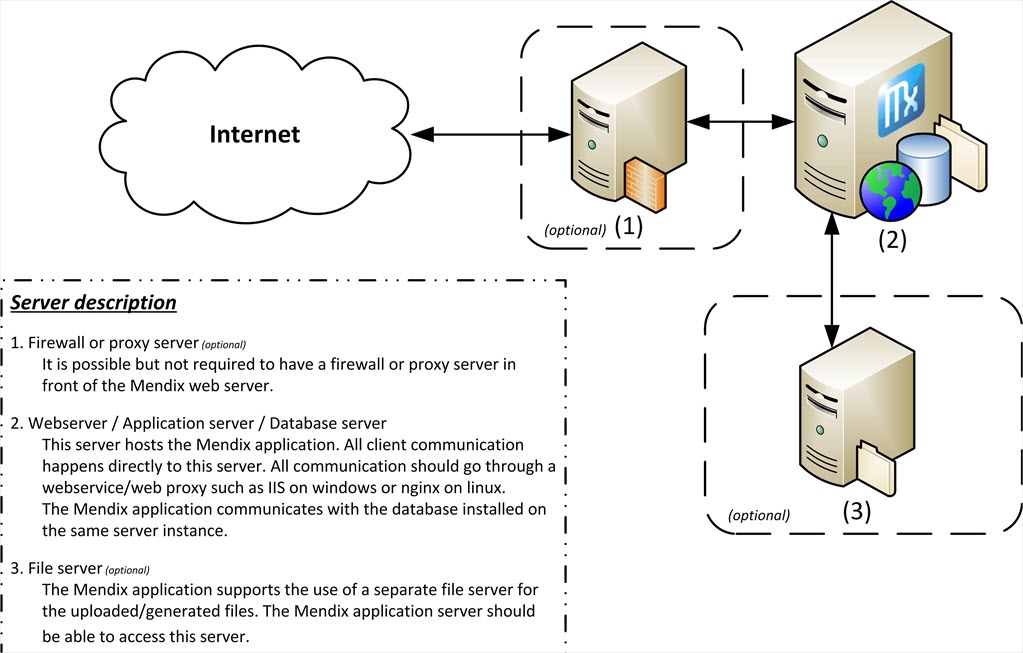 Internet
Mx
(optional) (1)
(2)
(optional) (3)
Server description
1. Firewall or proxy server (optional)
It is possible but not required to have a firewall or proxy server in
front of the Mendix web server.
2. Webserver / Application server / Database server
This server hosts the Mendix application. All client communication
happens directly to this server. All communication should go through a
webservice/web proxy such as IIS on windows or nginx on linux.
The Mendix application communicates with the database installed on
the same server instance.
3. File server (optional)
The Mendix application supports the use of a separate file server for
the uploaded/generated files. The Mendix application server should
be able to access this server.